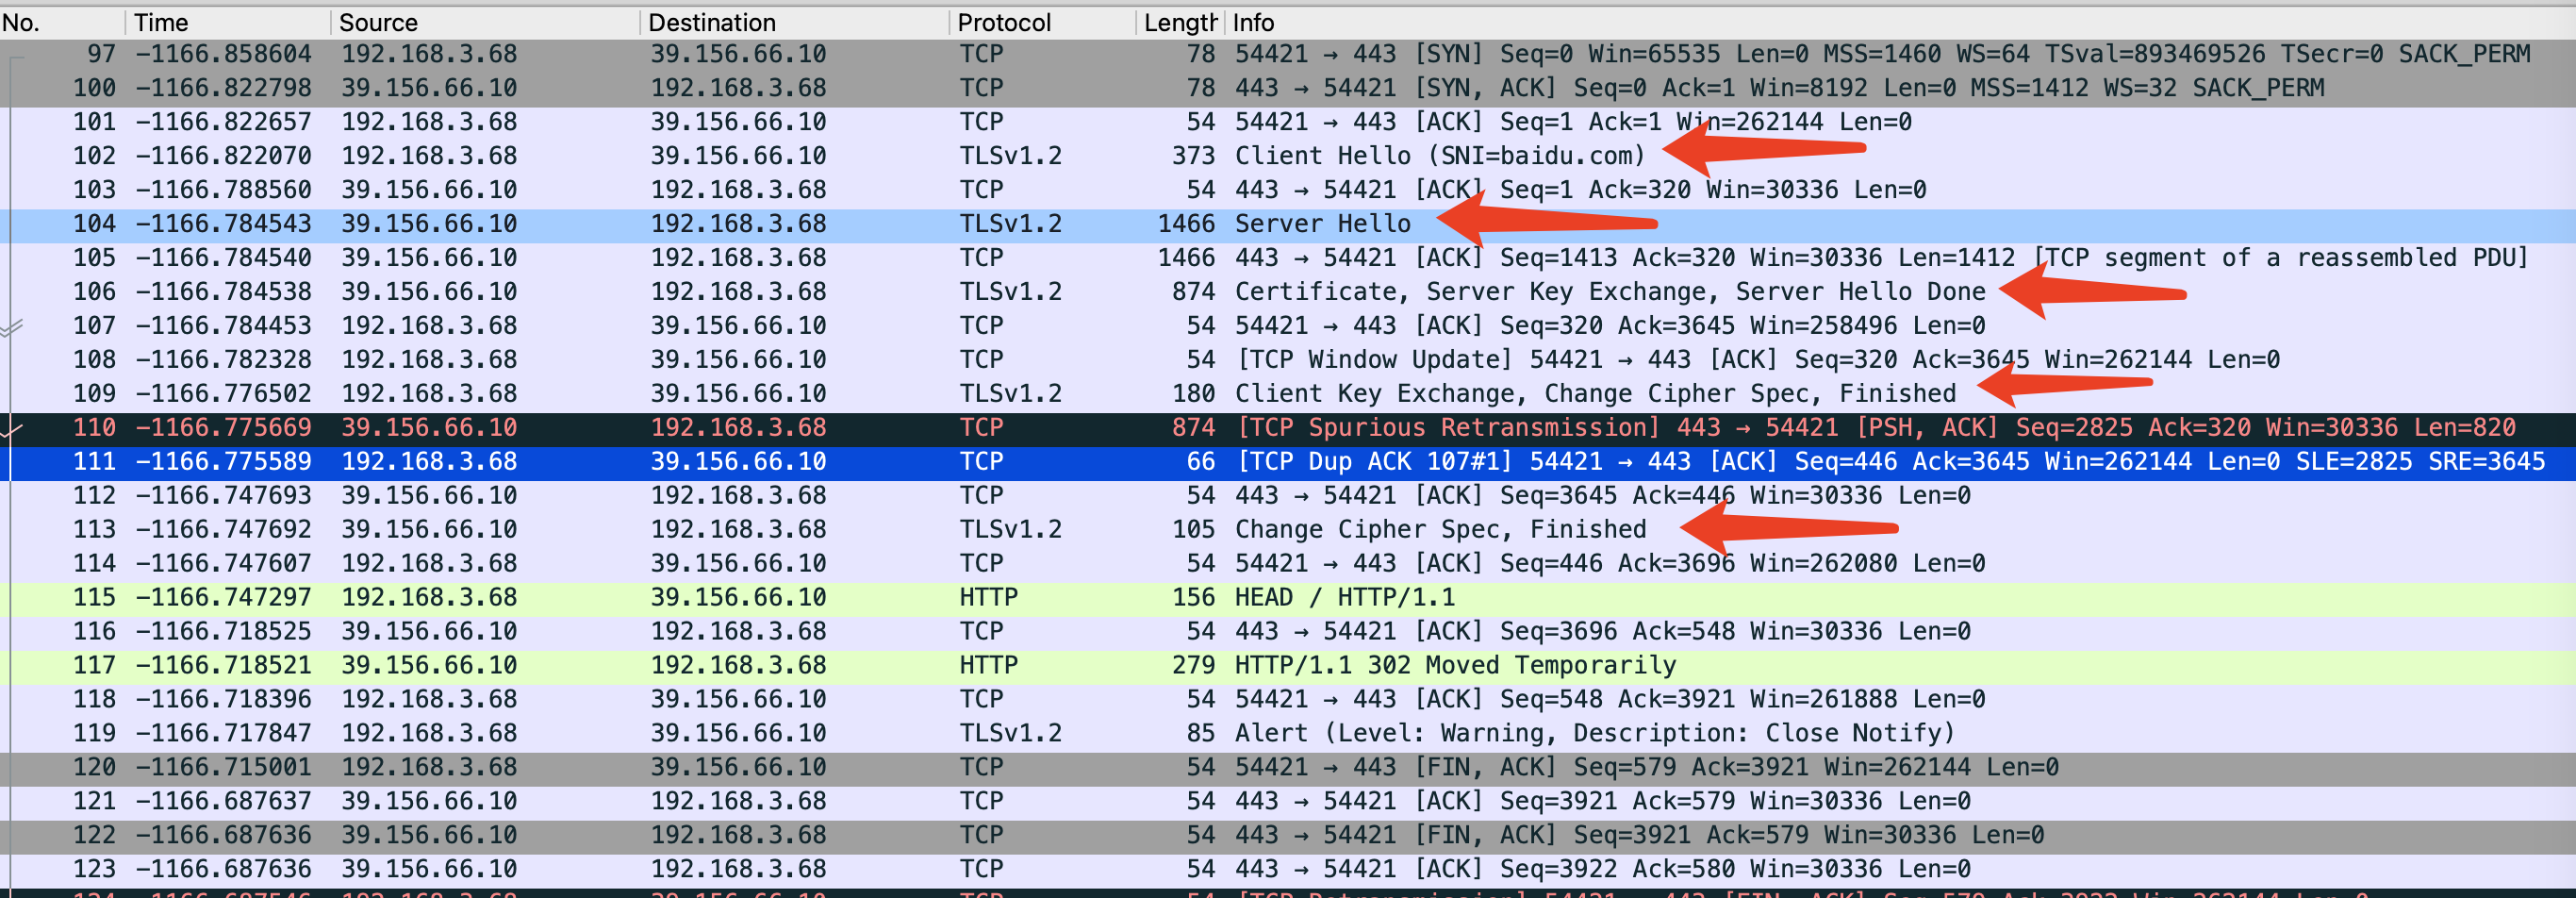 No. Time Source Destination Protocol Length Info
97 -1166.858604 192.168.3.68 39.156.66.10 TCP 78 54421 → 443 [SYN] Seq=0 Win=65535 Len=0 MSS=1460 WS=64 TSval=893469526 TSecr=0 SACK_PERM
100 -1166.822798 39.156.66.10 192.168.3.68 TCP 78 443 → 54421 [SYN, ACK] Seq=0 Ack=1 Win=8192 Len=0 MSS=1412 WS=32 SACK_PERM
101 -1166.822657 192.168.3.68 39.156.66.10 TCP 54 54421 → 443 [ACK] Seq=1 Ack=1 Win=262144 Len=0
102 -1166.822070 192.168.3.68 39.156.66.10 TLSv1.2 373 Client Hello (SNI=baidu.com)
103 -1166.788560 39.156.66.10 192.168.3.68 TCP 54 443 → 54421 [ACK] Seq=1 Ack=320 Win=30336 Len=0
104 -1166.784543 39.156.66.10 192.168.3.68 TLSv1.2 1466 Server Hello
105 -1166.784540 39.156.66.10 192.168.3.68 TCP 1466 443 → 54421 [ACK] Seq=1413 Ack=320 Win=30336 Len=1412 [TCP segment of a reassembled PDU]
106 -1166.784538 39.156.66.10 192.168.3.68 TLSv1.2 874 Certificate, Server Key Exchange, Server Hello Done
107 -1166.784453 192.168.3.68 39.156.66.10 TCP 54 54421 → 443 [ACK] Seq=320 Ack=3645 Win=258496 Len=0
108 -1166.782328 192.168.3.68 39.156.66.10 TCP 54 [TCP Window Update] 54421 → 443 [ACK] Seq=320 Ack=3645 Win=262144 Len=0
109 -1166.776502 192.168.3.68 39.156.66.10 TLSv1.2 180 Client Key Exchange, Change Cipher Spec, Finished
110 -1166.775669 39.156.66.10 192.168.3.68 TCP 874 [TCP Spurious Retransmission] 443 → 54421 [PSH, ACK] Seq=2825 Ack=320 Win=30336 Len=820
111 -1166.775589 192.168.3.68 39.156.66.10 TCP 66 [TCP Dup ACK 107#1] 54421 → 443 [ACK] Seq=446 Ack=3645 Win=262144 Len=0 SLE=2825 SRE=3645
112 -1166.747693 39.156.66.10 192.168.3.68 TCP 54 443 → 54421 [ACK] Seq=3645 Ack=446 Win=30336 Len=0
113 -1166.747692 39.156.66.10 192.168.3.68 TLSv1.2 105 Change Cipher Spec, Finished
114 -1166.747607 192.168.3.68 39.156.66.10 TCP 54 54421 → 443 [ACK] Seq=446 Ack=3696 Win=262080 Len=0
115 -1166.747297 192.168.3.68 39.156.66.10 HTTP 156 HEAD / HTTP/1.1
116 -1166.718525 39.156.66.10 192.168.3.68 TCP 54 443 → 54421 [ACK] Seq=3696 Ack=548 Win=30336 Len=0
117 -1166.718521 39.156.66.10 192.168.3.68 HTTP 279 HTTP/1.1 302 Moved Temporarily
118 -1166.718396 192.168.3.68 39.156.66.10 TCP 54 54421 → 443 [ACK] Seq=548 Ack=3921 Win=261888 Len=0
119 -1166.717847 192.168.3.68 39.156.66.10 TLSv1.2 85 Alert (Level: Warning, Description: Close Notify)
120 -1166.715001 192.168.3.68 39.156.66.10 TCP 54 54421 → 443 [FIN, ACK] Seq=579 Ack=3921 Win=262144 Len=0
121 -1166.687637 39.156.66.10 192.168.3.68 TCP 54 443 → 54421 [ACK] Seq=3921 Ack=579 Win=30336 Len=0
122 -1166.687636 39.156.66.10 192.168.3.68 TCP 54 443 → 54421 [FIN, ACK] Seq=3921 Ack=579 Win=30336 Len=0
123 -1166.687636 39.156.66.10 192.168.3.68 TCP 54 443 → 54421 [ACK] Seq=3922 Ack=580 Win=30336 Len=0